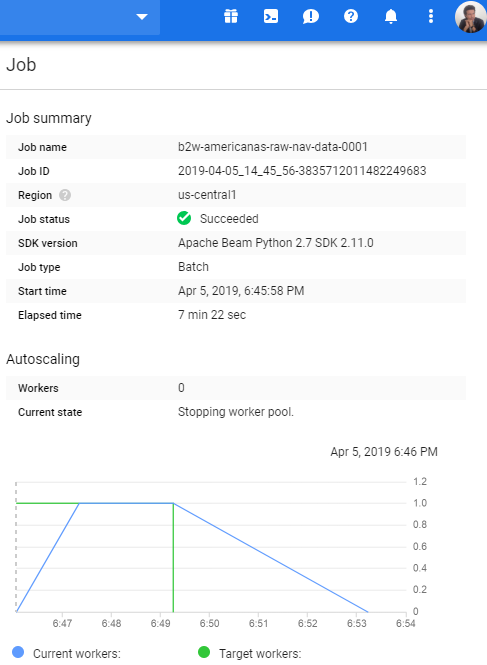 Job
Job summary
Job name b2w-americanas-raw-nav-data-0001
Job ID 2019-04-05_14_45_56-3835712011482249683
Region us-central1
Job status Succeeded
SDK version Apache Beam Python 2.7 SDK 2.11.0
Job type Batch
Start time Apr 5, 2019, 6:45:58 PM
Elapsed time 7 min 22 sec
Autoscaling
Workers 0
Current state Stopping worker pool.
Apr 5, 2019 6:46 PM
1.2
1.0
0.8
0.6
0.4
0.2
0
6:47 6:48 6:49 6:50 6:51 6:52 6:53 6:54
Current workers: Target workers: